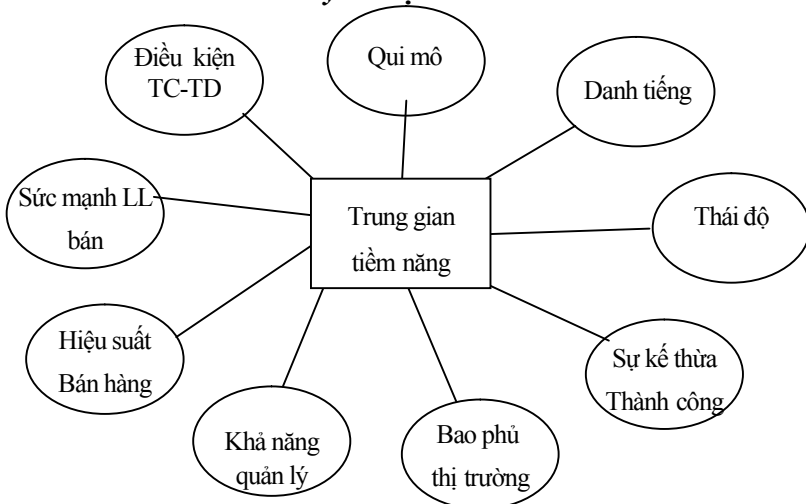 Điều kiện
TC-TD
Qui mô
Danh tiếng
Sức mạnh LL
bán
Trung gian
tiềm năng
Thái độ
Hiệu suất
Bán hàng
Sự kế thừa
Thành công
Khả năng
quản lý
Bao phủ
thị trường